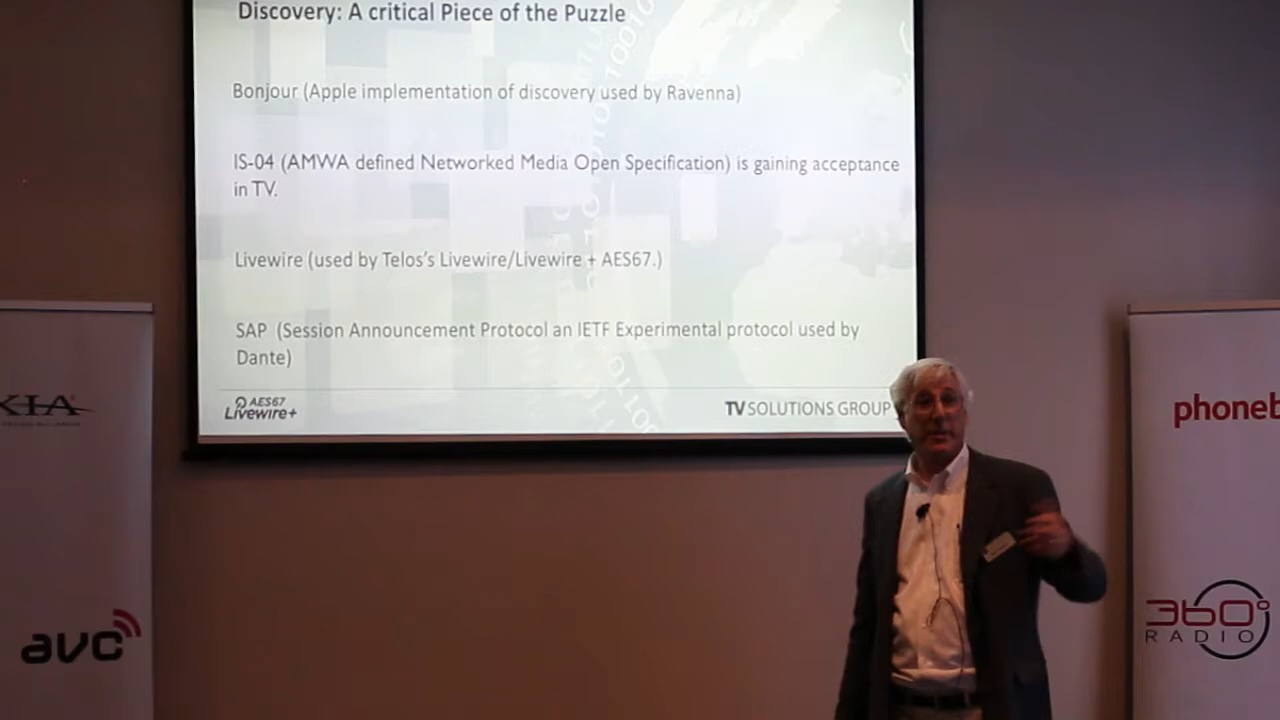 Discovery: A critical Piece of the Puzzle
Bonjour (Apple implementation of discovery used by Ravenna)
IS-04 (AMWA defined Networked Media Open Specification) is gaining acceptance
in TV.
Livewire (used by Telos's Livewire/Livewire + AES67.)
SAP (Session Announcement Protocol an IETF Experimental protocol used by
Dante)
AES67
Livewire+
TV SOLUTIONS GROUP
KIA
avc
phoneb
360°
RADIO